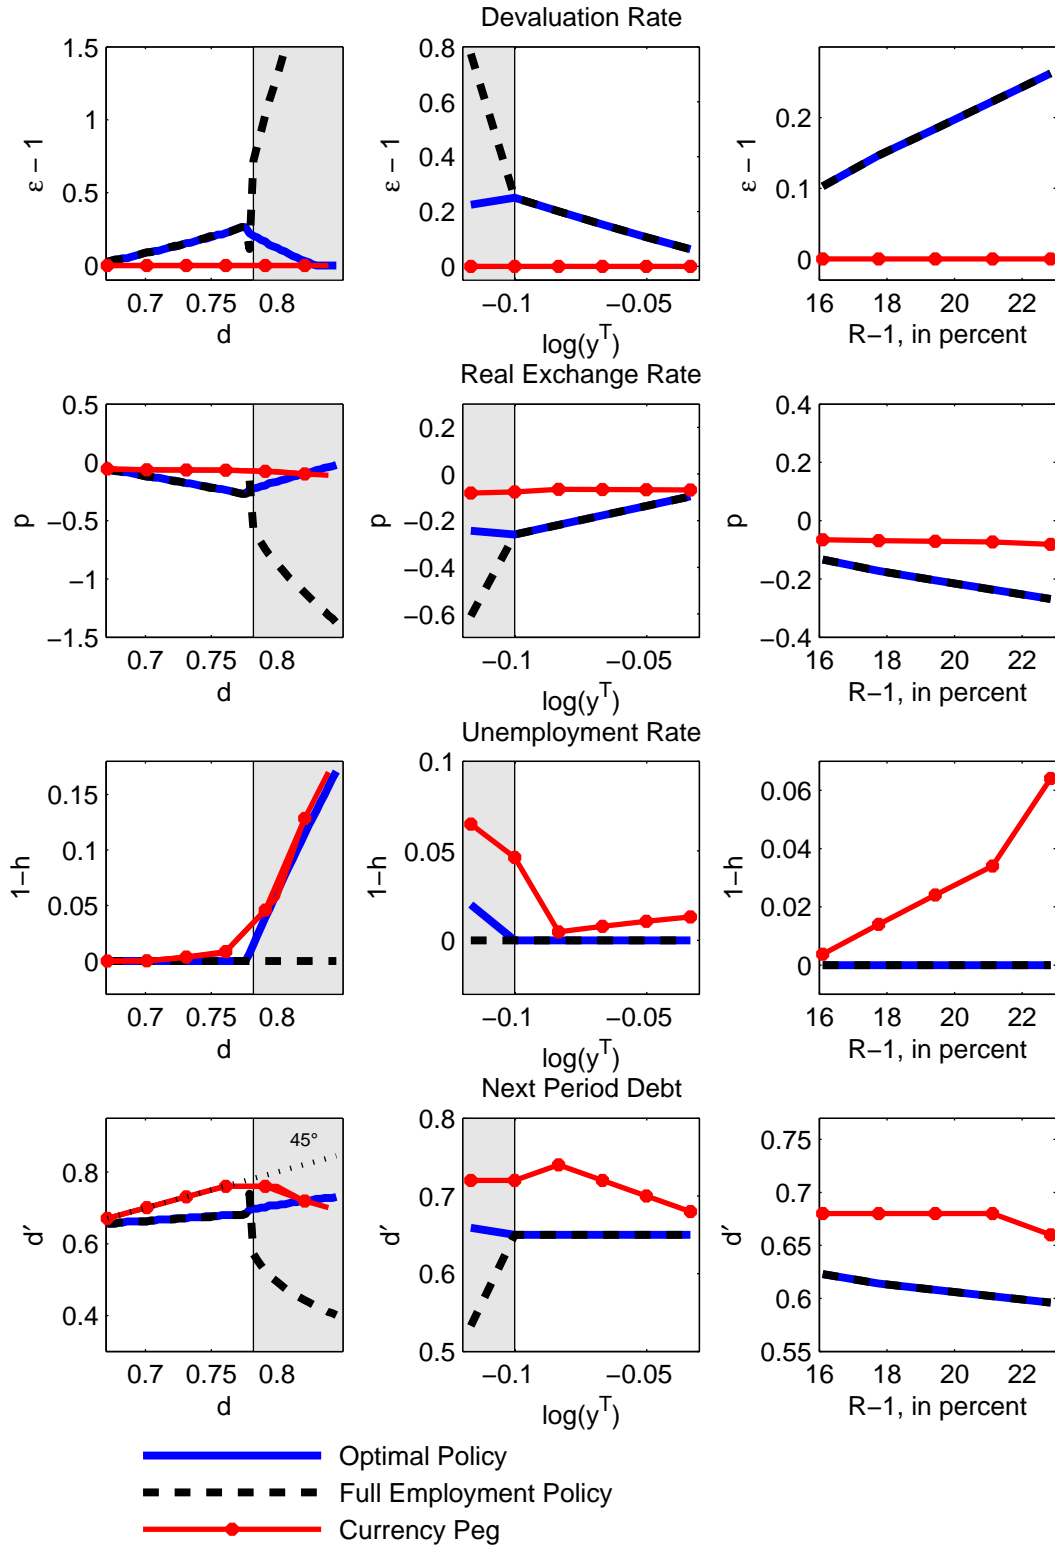 Devaluation Rate
ε − 1
1.5
1
0.5
0
0.7 0.75 0.8
d
ε − 1
0.8
0.6
0.4
0.2
0
−0.1 −0.05
log(y^T)
ε − 1
0.2
0.1
0
16 18 20 22
R−1, in percent
Real Exchange Rate
p
0.5
0
−0.5
−1
−1.5
0.7 0.75 0.8
d
p
0.2
0
−0.2
−0.4
−0.6
−0.1 −0.05
log(y^T)
p
0.4
0.2
0
−0.2
−0.4
16 18 20 22
R−1, in percent
Unemployment Rate
1−h
0.15
0.1
0.05
0
0.7 0.75 0.8
d
1−h
0.1
0.05
0
−0.1 −0.05
log(y^T)
1−h
0.06
0.04
0.02
0
16 18 20 22
R−1, in percent
Next Period Debt
d′
0.8
0.6
0.4
45°
0.7 0.75 0.8
d
d′
0.8
0.7
0.6
0.5
−0.1 −0.05
log(y^T)
d′
0.75
0.7
0.65
0.6
0.55
16 18 20 22
R−1, in percent
Optimal Policy
Full Employment Policy
Currency Peg